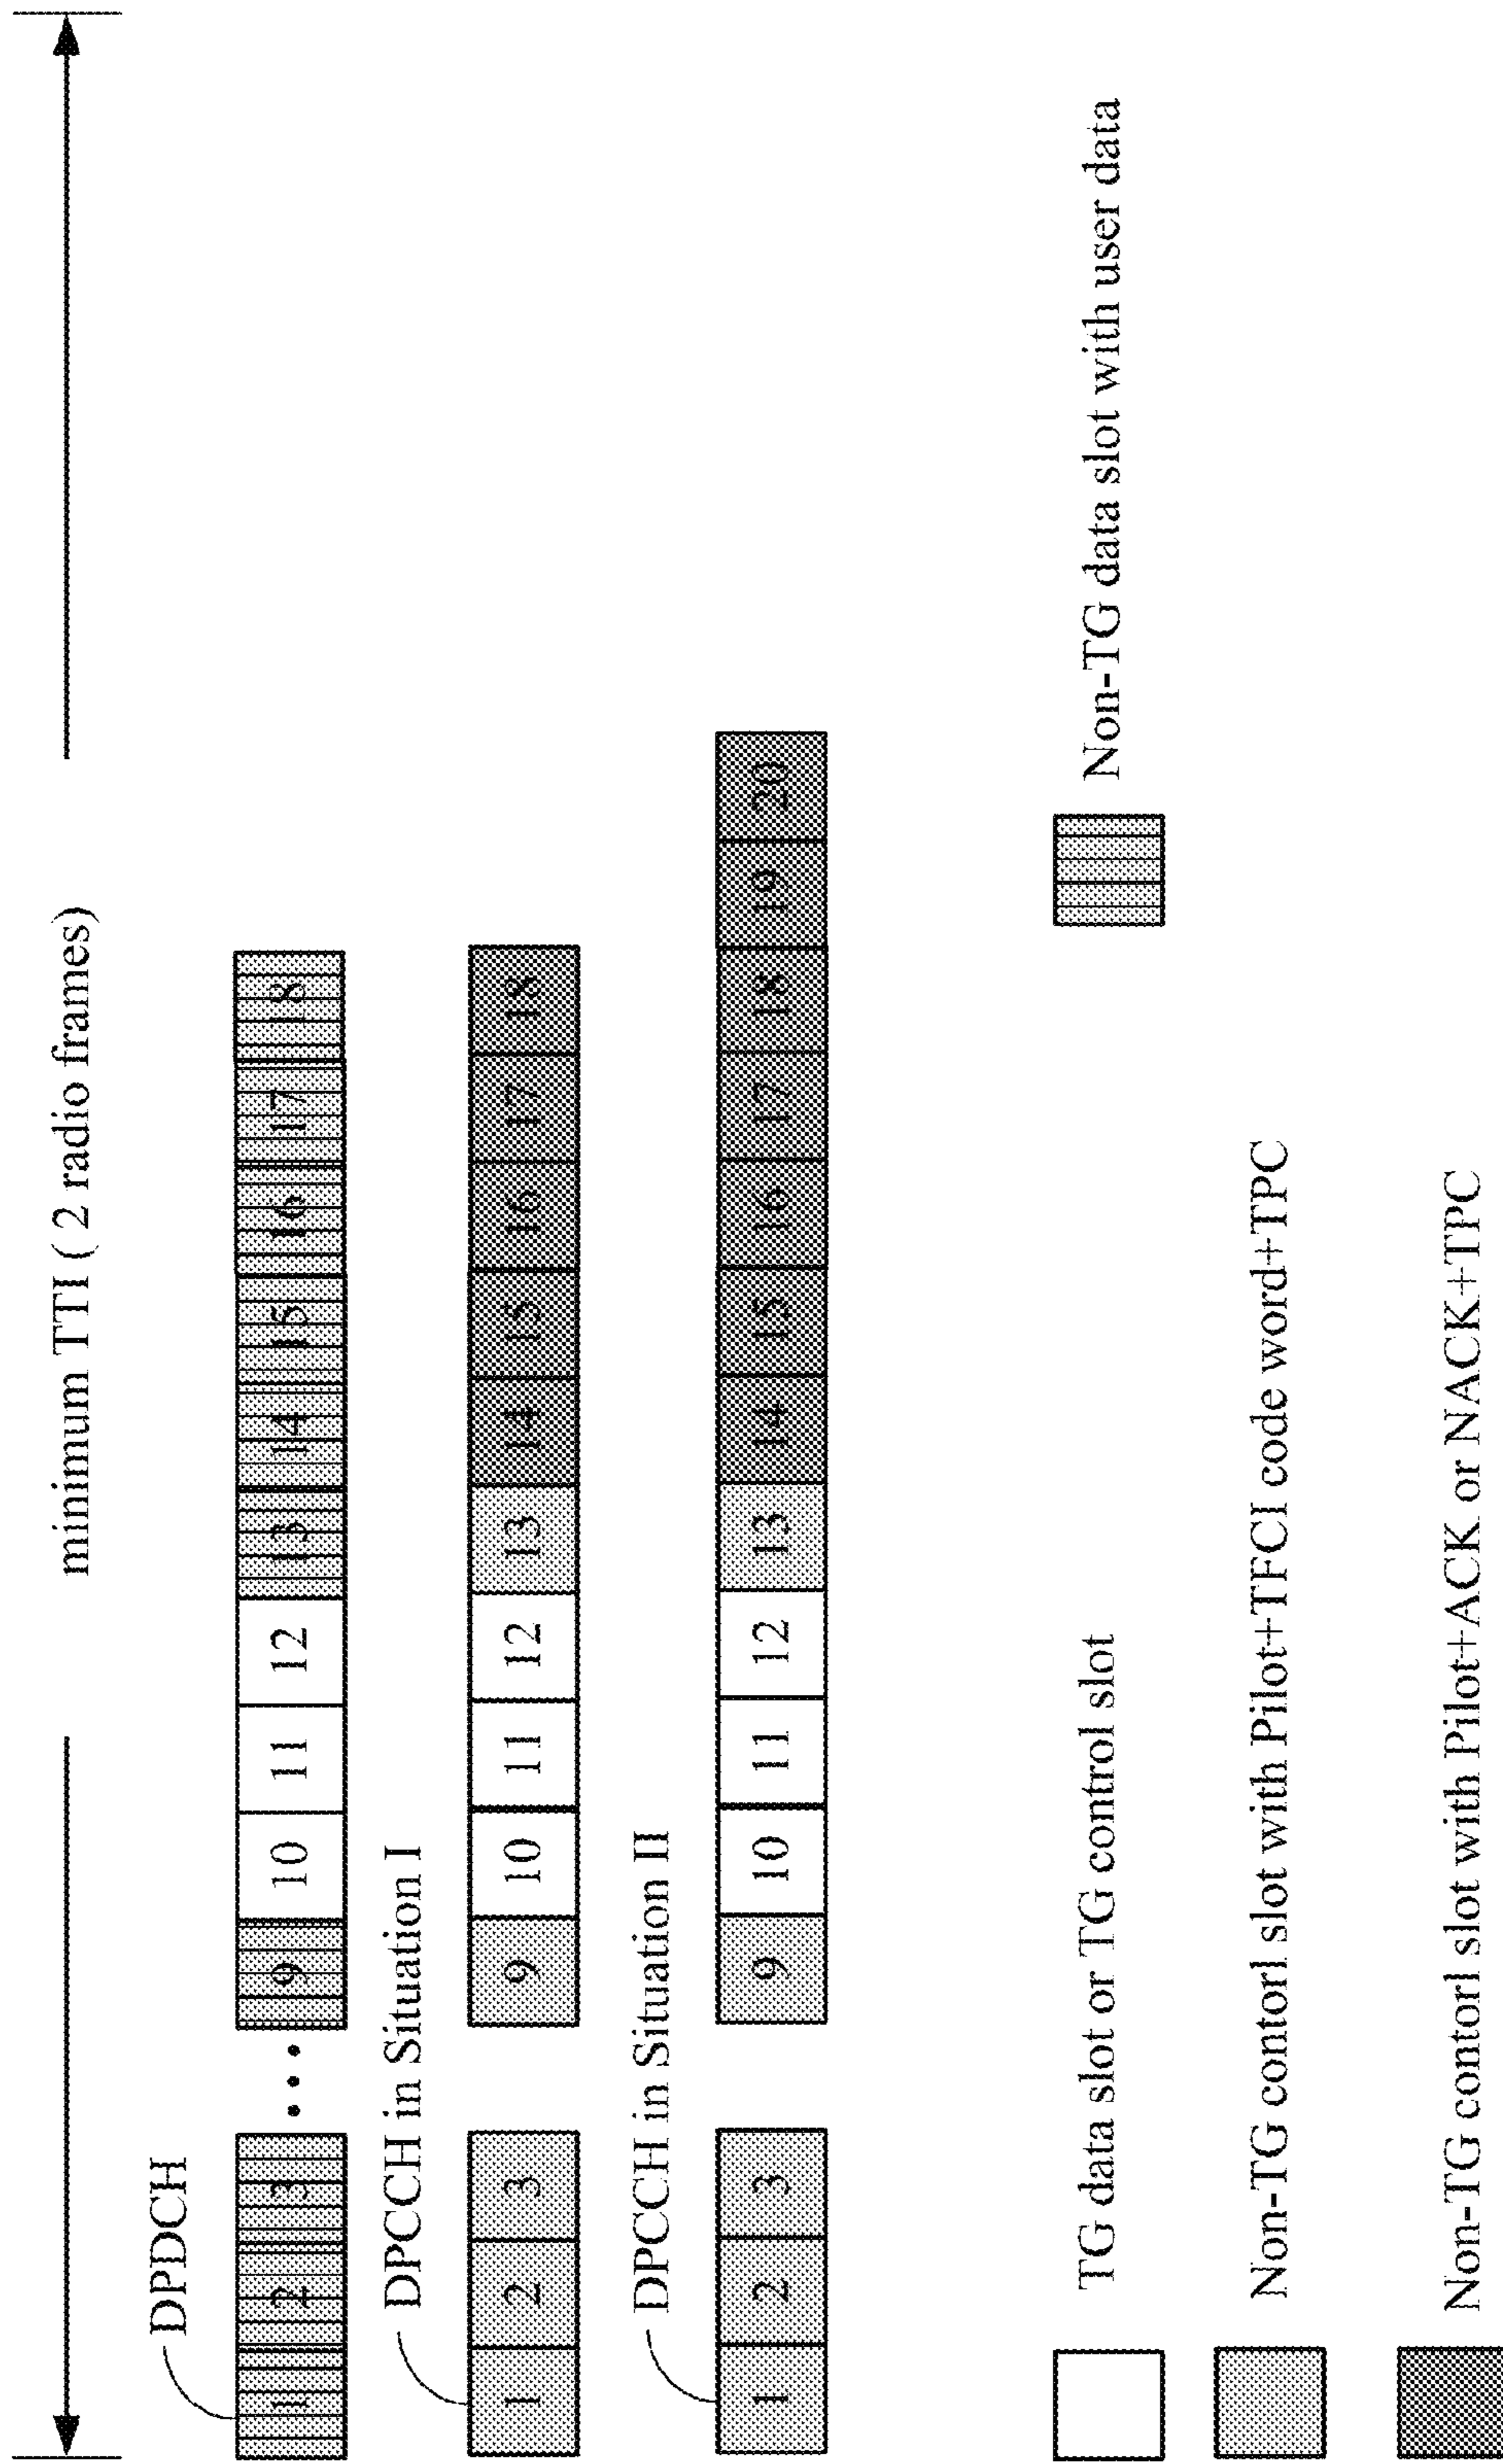 minimum TTI ( 2 radio frames)
DPDCH
1 2 3 ••• 9 10 11 12 13 14 15 16 17 18
DPCCH in Situation I
1 2 3 9 10 11 12 13 14 15 16 17 18
DPCCH in Situation II
1 2 3 9 10 11 12 13 14 15 16 17 18 19 20
TG data slot or TG control slot
Non-TG data slot with user data
Non-TG contorl slot with Pilot+TFCI code word+TPC
Non-TG contorl slot with Pilot+ACK or NACK+TPC